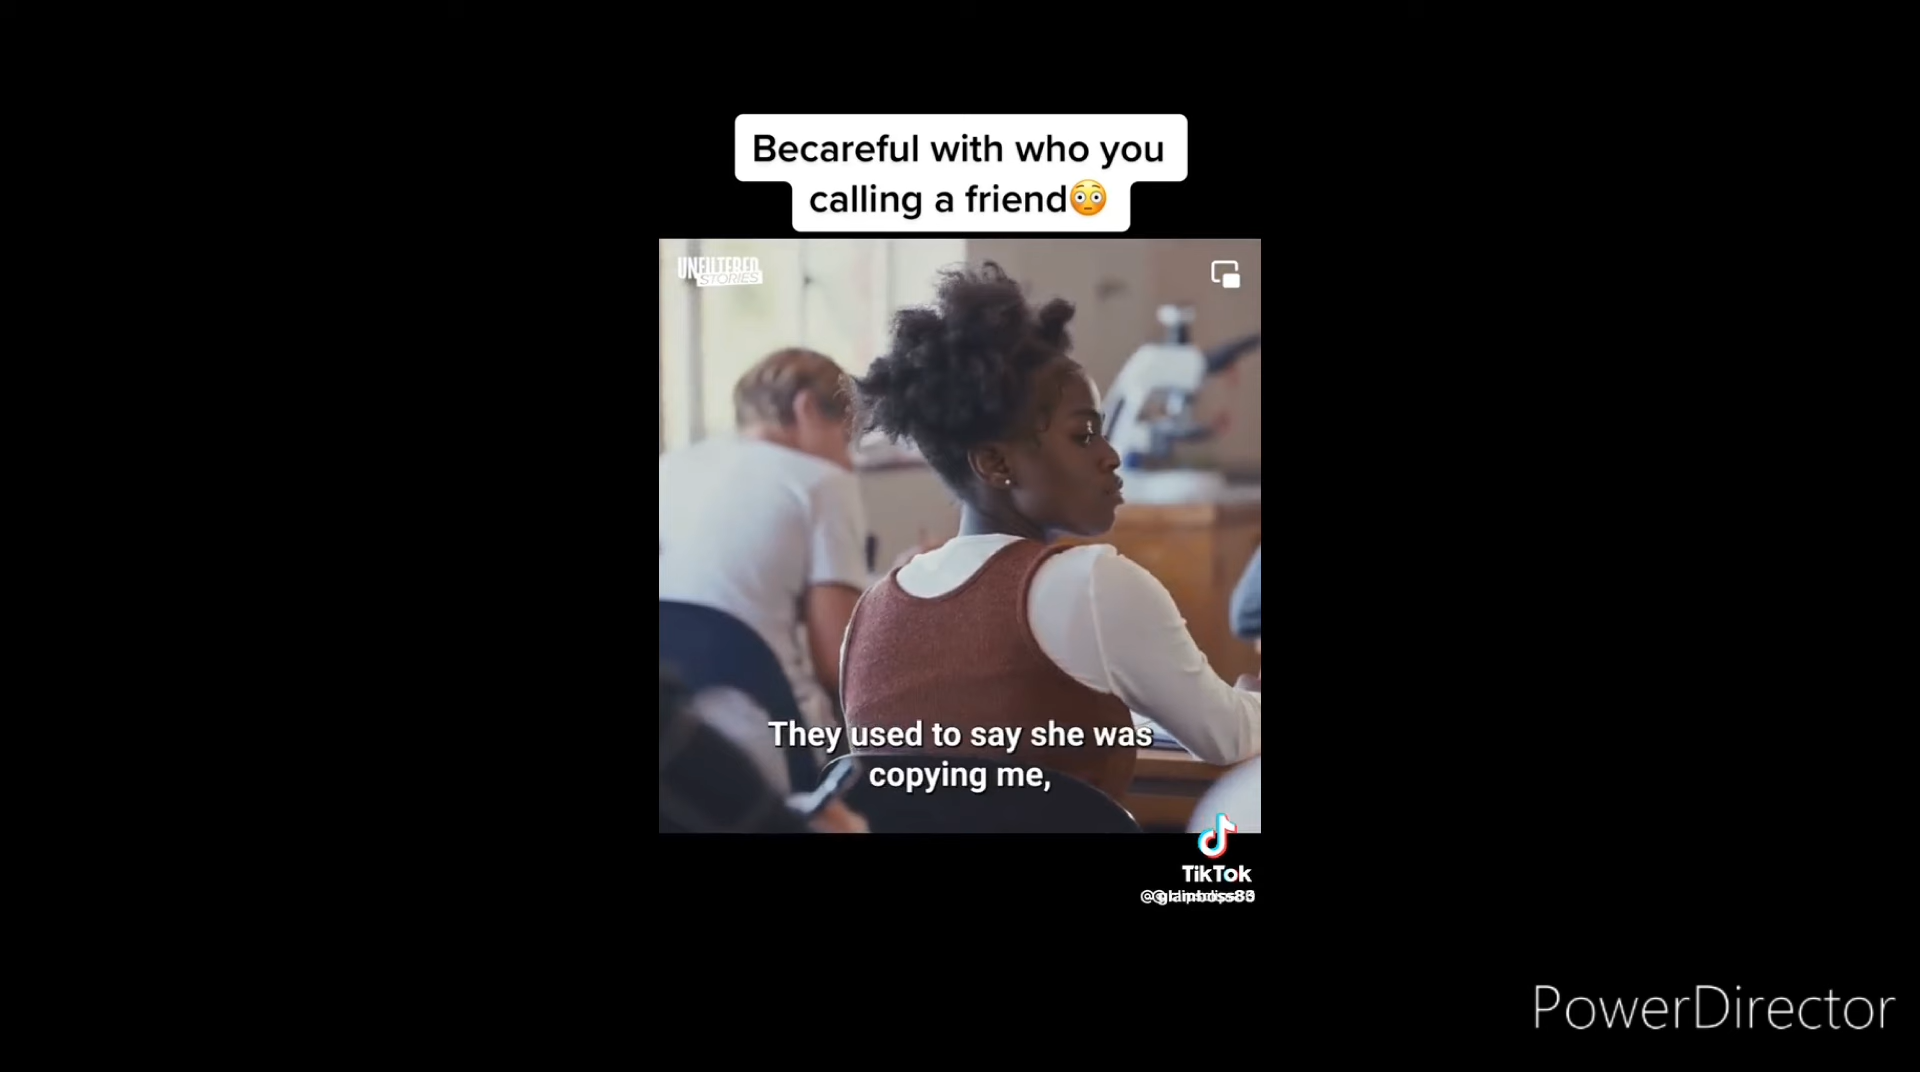 Becareful with who you
calling a friend😳
UNFILTERED
STORIES
They used to say she was
copying me,
TikTok
PowerDirector